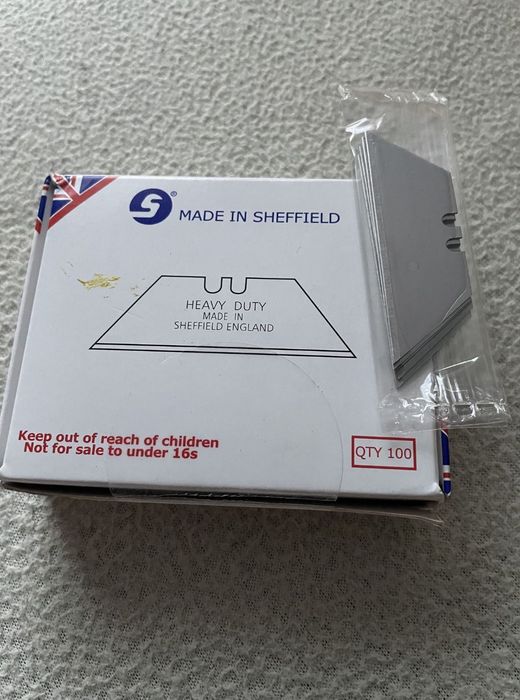 S® MADE IN SHEFFIELD
HEAVY DUTY
MADE IN
SHEFFIELD ENGLAND
Keep out of reach of children
Not for sale to under 16s
QTY 100